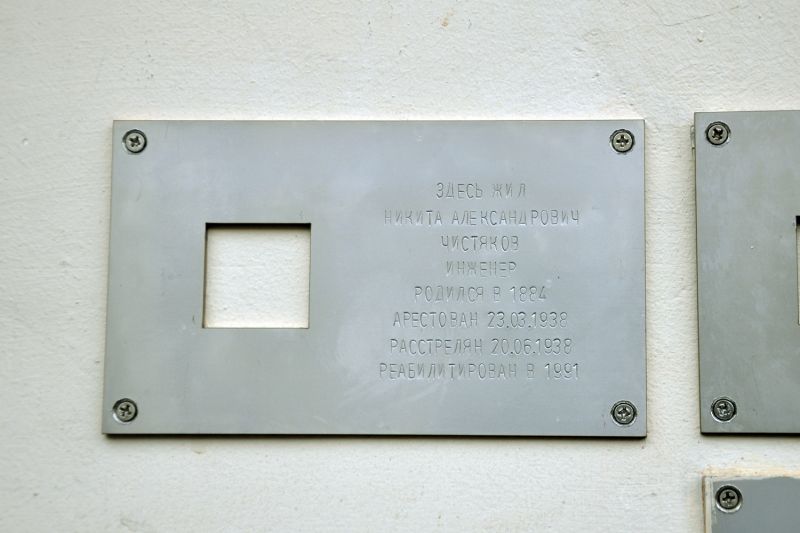 ЗДЕСЬ ЖИЛ
НИКИТА АЛЕКСАНДРОВИЧ
ЧИСТЯКОВ
ИНЖЕНЕР
РОДИЛСЯ В 1884
АРЕСТОВАН 23.03.1938
РАССТРЕЛЯН 20.06.1938
РЕАБИЛИТИРОВАН В 1991